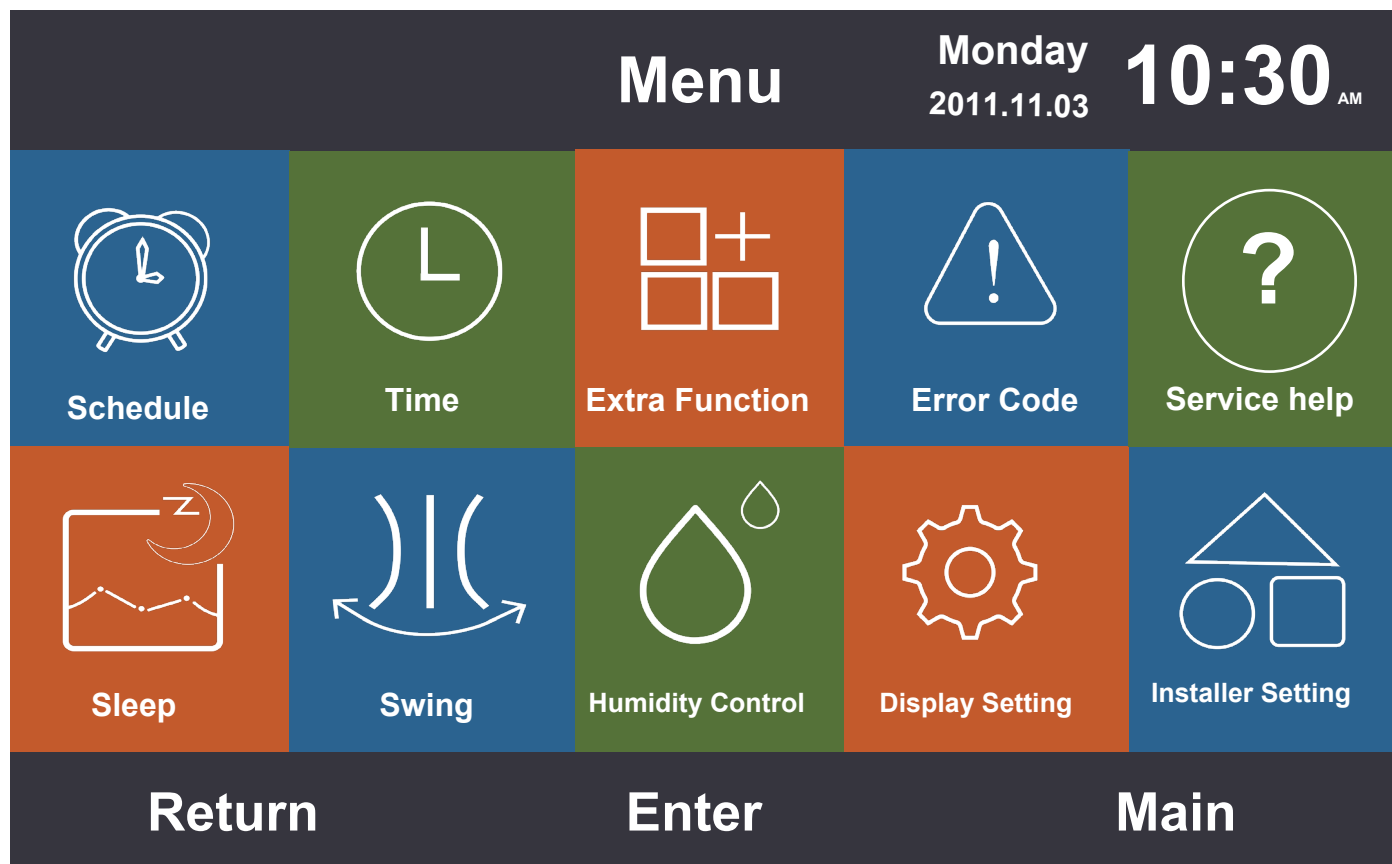 Menu
Monday
2011.11.03
10:30 AM
Schedule
Time
Extra Function
Error Code
Service help
?
Z
Sleep
Swing
Humidity Control
Display Setting
Installer Setting
Return
Enter
Main